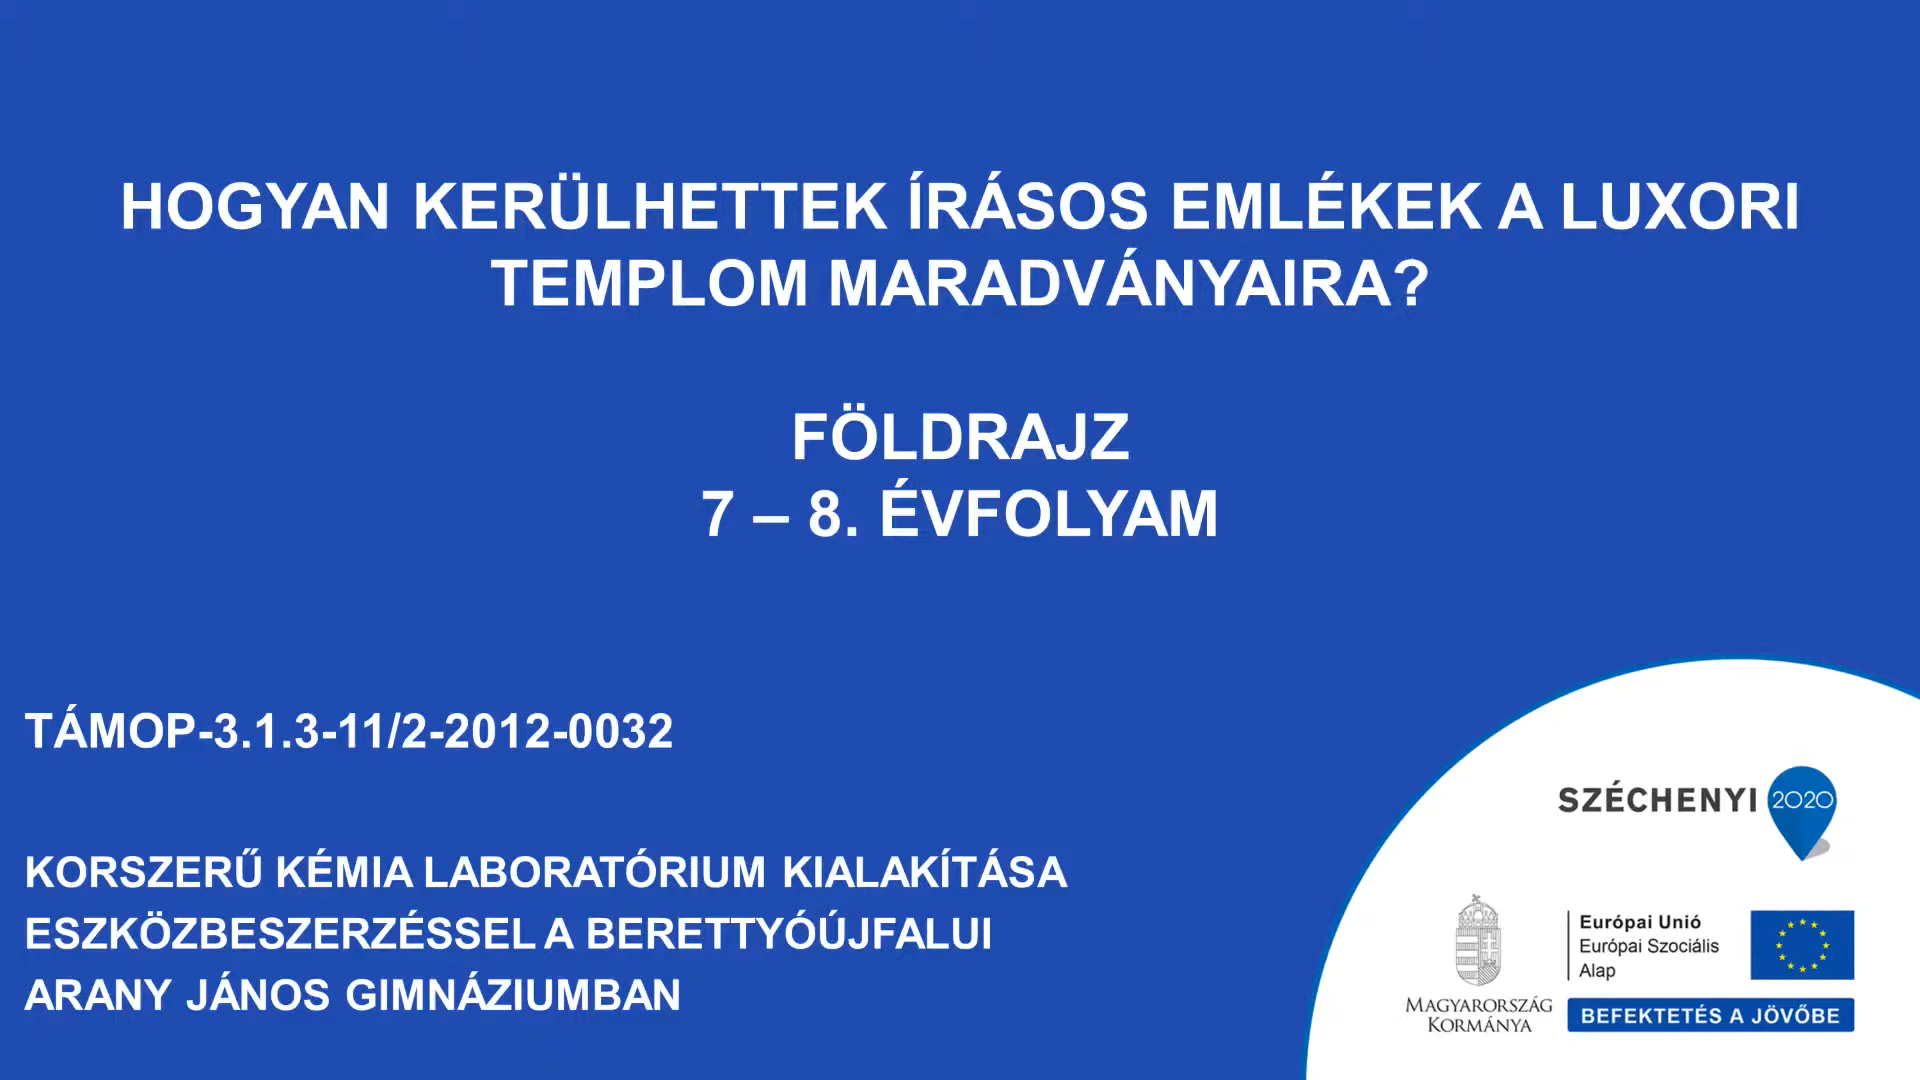 HOGYAN KERÜLHETTEK ÍRÁSOS EMLÉKEK A LUXORI
TEMPLOM MARADVÁNYAIRA?
FÖLDRAJZ
7 – 8. ÉVFOLYAM
TÁMOP-3.1.3-11/2-2012-0032
KORSZERŰ KÉMIA LABORATÓRIUM KIALAKÍTÁSA
ESZKÖZBESZERZÉSSEL A BERETTYÓÚJFALUI
ARANY JÁNOS GIMNÁZIUMBAN
SZÉCHENYI 2020
Európai Unió
Európai Szociális
Alap
MAGYARORSZÁG
KORMÁNYA
BEFEKTETÉS A JÖVŐBE